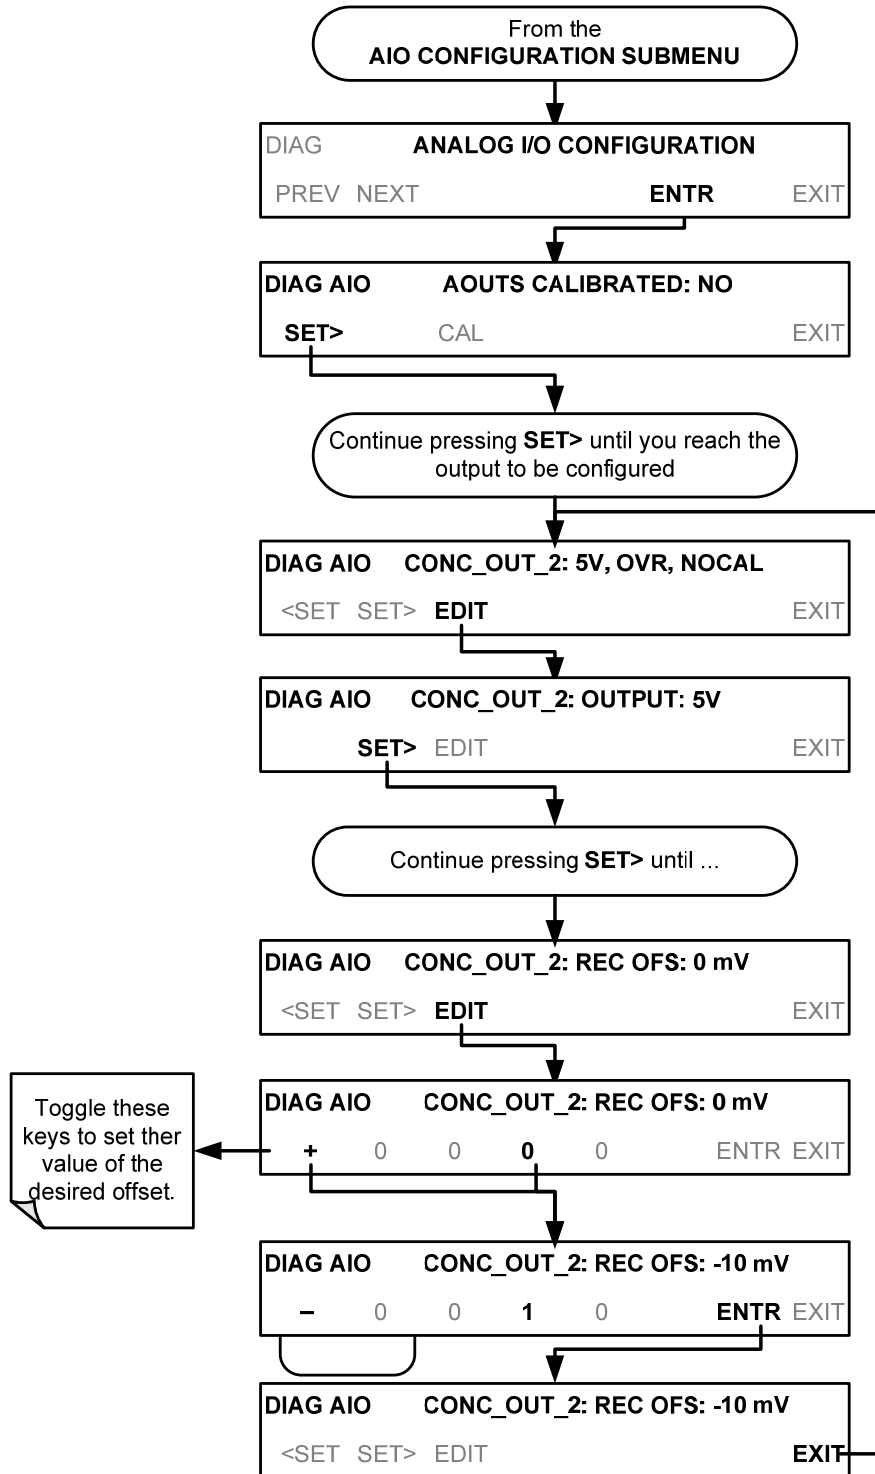 From the
AIO CONFIGURATION SUBMENU
DIAG ANALOG I/O CONFIGURATION
PREV NEXT ENTR EXIT
DIAG AIO AOUTS CALIBRATED: NO
SET> CAL EXIT
Continue pressing SET> until you reach the
output to be configured
DIAG AIO CONC_OUT_2: 5V, OVR, NOCAL
<SET SET> EDIT EXIT
DIAG AIO CONC_OUT_2: OUTPUT: 5V
SET> EDIT EXIT
Continue pressing SET> until ...
DIAG AIO CONC_OUT_2: REC OFS: 0 mV
<SET SET> EDIT EXIT
Toggle these
keys to set ther
value of the
desired offset.
DIAG AIO CONC_OUT_2: REC OFS: 0 mV
+ 0 0 0 0 ENTR EXIT
DIAG AIO CONC_OUT_2: REC OFS: -10 mV
– 0 0 1 0 ENTR EXIT
DIAG AIO CONC_OUT_2: REC OFS: -10 mV
<SET SET> EDIT EXIT